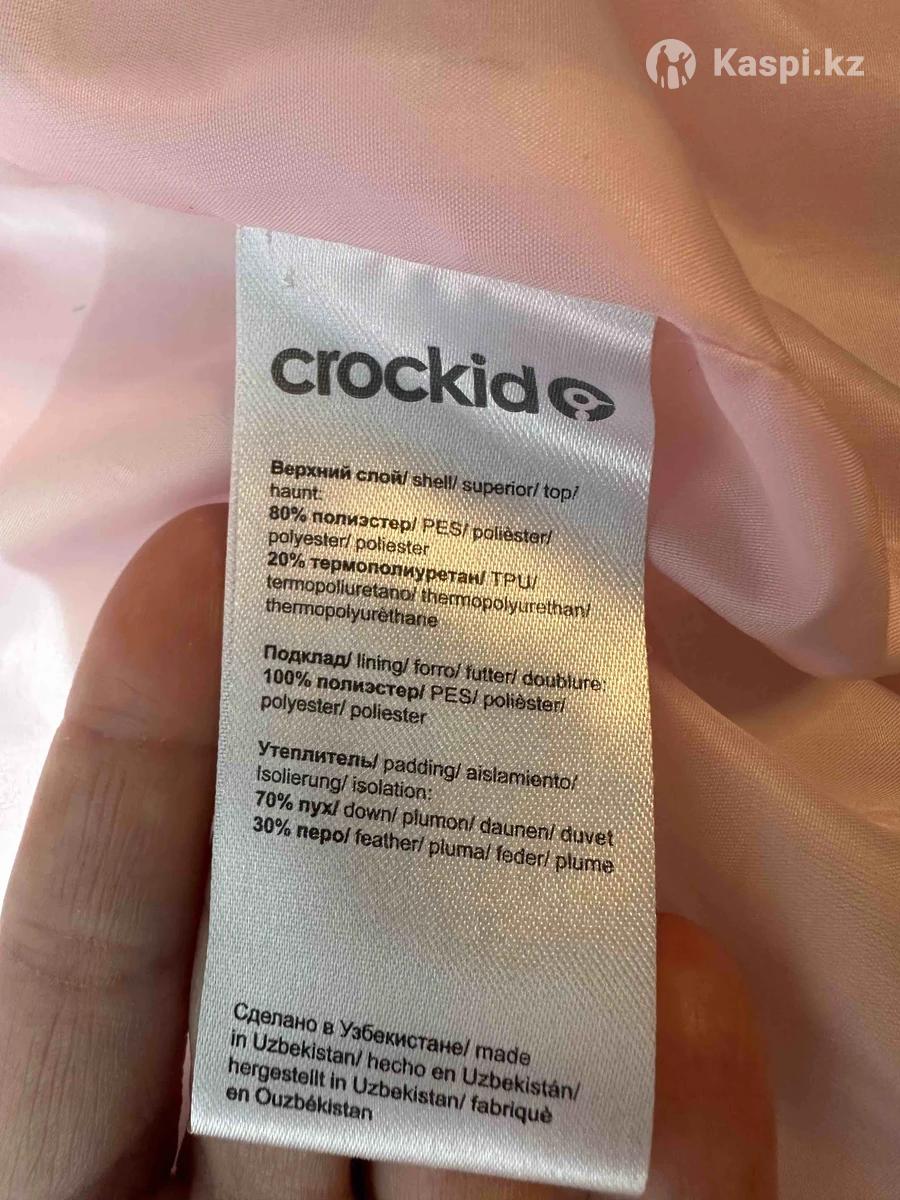 Kaspi.kz
crockid
Верхний слой/ shell/ superior/ top/
haunt:
80% полиэстер/ PES/ polièster/
polyester/ poliester
20% термополиуретан/ TPU/
termopoliuretano/ thermopolyurethan/
thermopolyurèthane
Подклад/ lining/ forro/ futter/ doublure:
100% полиэстер/ PES/ polièster/
polyester/ poliester
Утеплитель/ padding/ aislamiento/
Isolierung/ isolation:
70% пух/ down/ plumon/ daunen/ duvet
30% перо/ feather/ pluma/ feder/ plume
Сделано в Узбекистане/ made
in Uzbekistan/ hecho en Uzbekistán/
hergestellt in Uzbekistan/ fabriquè
en Ouzbékistan